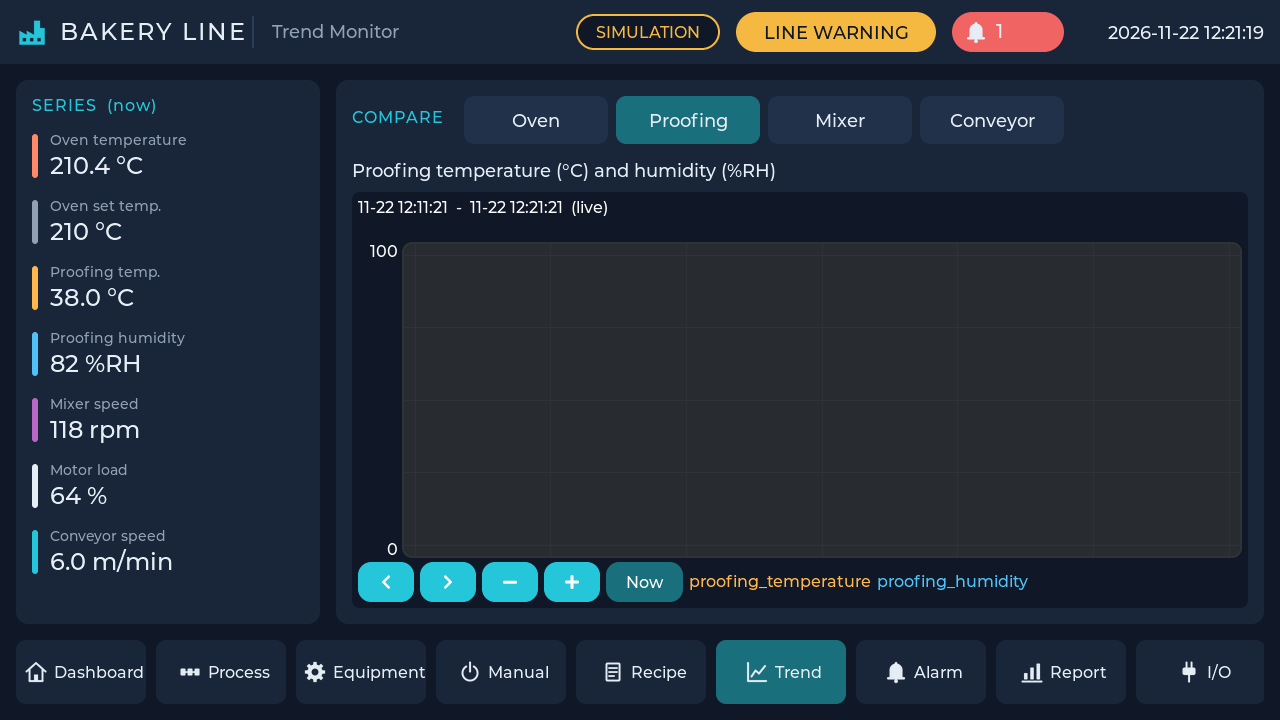 BAKERY LINE
Trend Monitor
SIMULATION
LINE WARNING
1
2026-11-22 12:21:19
SERIES (now)
Oven temperature
210.4 °C
Oven set temp.
210 °C
Proofing temp.
38.0 °C
Proofing humidity
82 %RH
Mixer speed
118 rpm
Motor load
64 %
Conveyor speed
6.0 m/min
COMPARE
Oven
Proofing
Mixer
Conveyor
Proofing temperature (°C) and humidity (%RH)
11-22 12:11:21 - 11-22 12:21:21 (live)
100
0
Now
proofing_temperature
proofing_humidity
Dashboard
Process
Equipment
Manual
Recipe
Trend
Alarm
Report
I/O